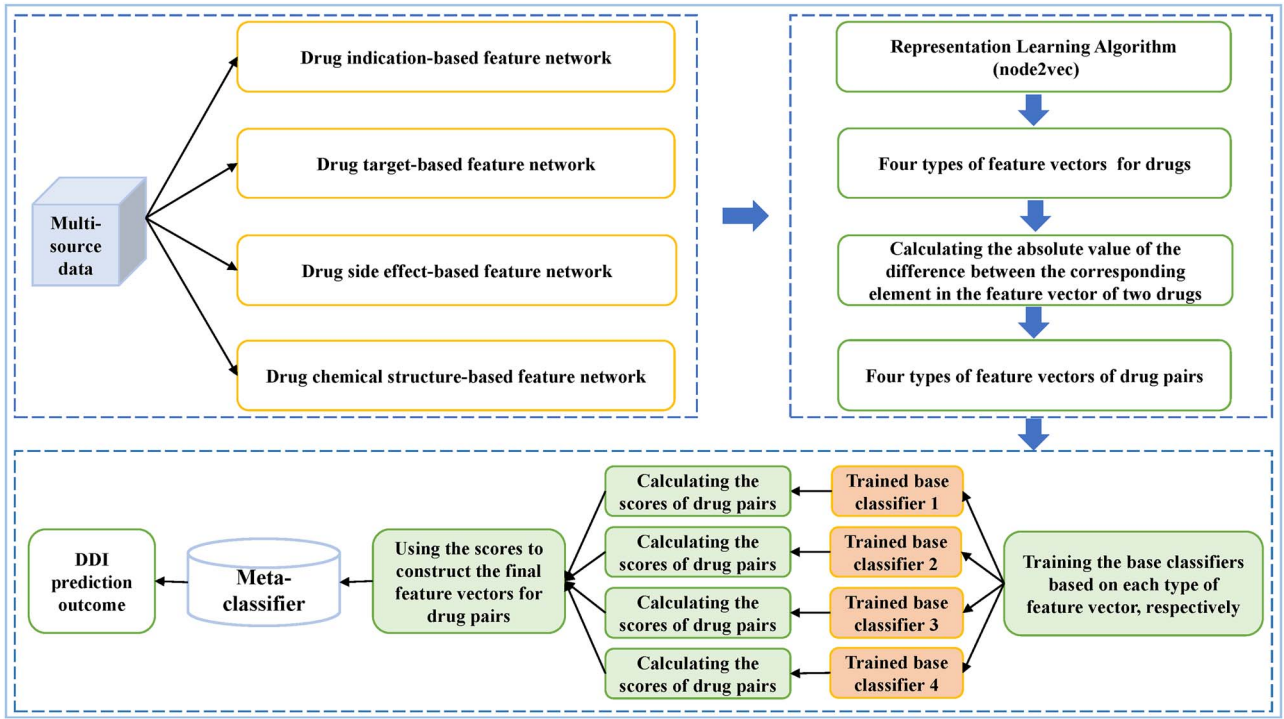 Multi-
source
data
Drug indication-based feature network
Drug target-based feature network
Drug side effect-based feature network
Drug chemical structure-based feature network
Representation Learning Algorithm
(node2vec)
Four types of feature vectors for drugs
Calculating the absolute value of the
difference between the corresponding
element in the feature vector of two drugs
Four types of feature vectors of drug pairs
Training the base classifiers
based on each type of
feature vector, respectively
Trained base
classifier 1
Trained base
classifier 2
Trained base
classifier 3
Trained base
classifier 4
Calculating the
scores of drug pairs
Calculating the
scores of drug pairs
Calculating the
scores of drug pairs
Calculating the
scores of drug pairs
Using the scores to
construct the final
feature vectors for
drug pairs
Meta-
classifier
DDI
prediction
outcome